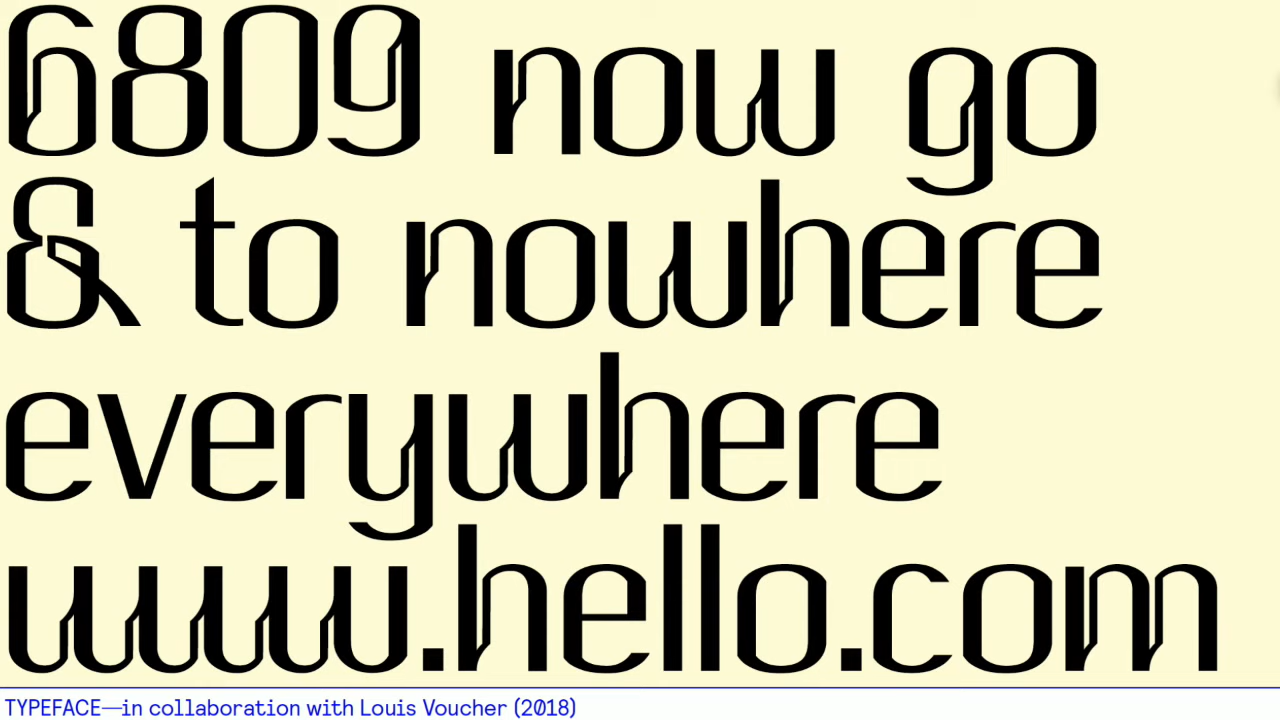 6809 now go
& to nowhere
everywhere
www.hello.com
TYPEFACE—in collaboration with Louis Voucher (2018)